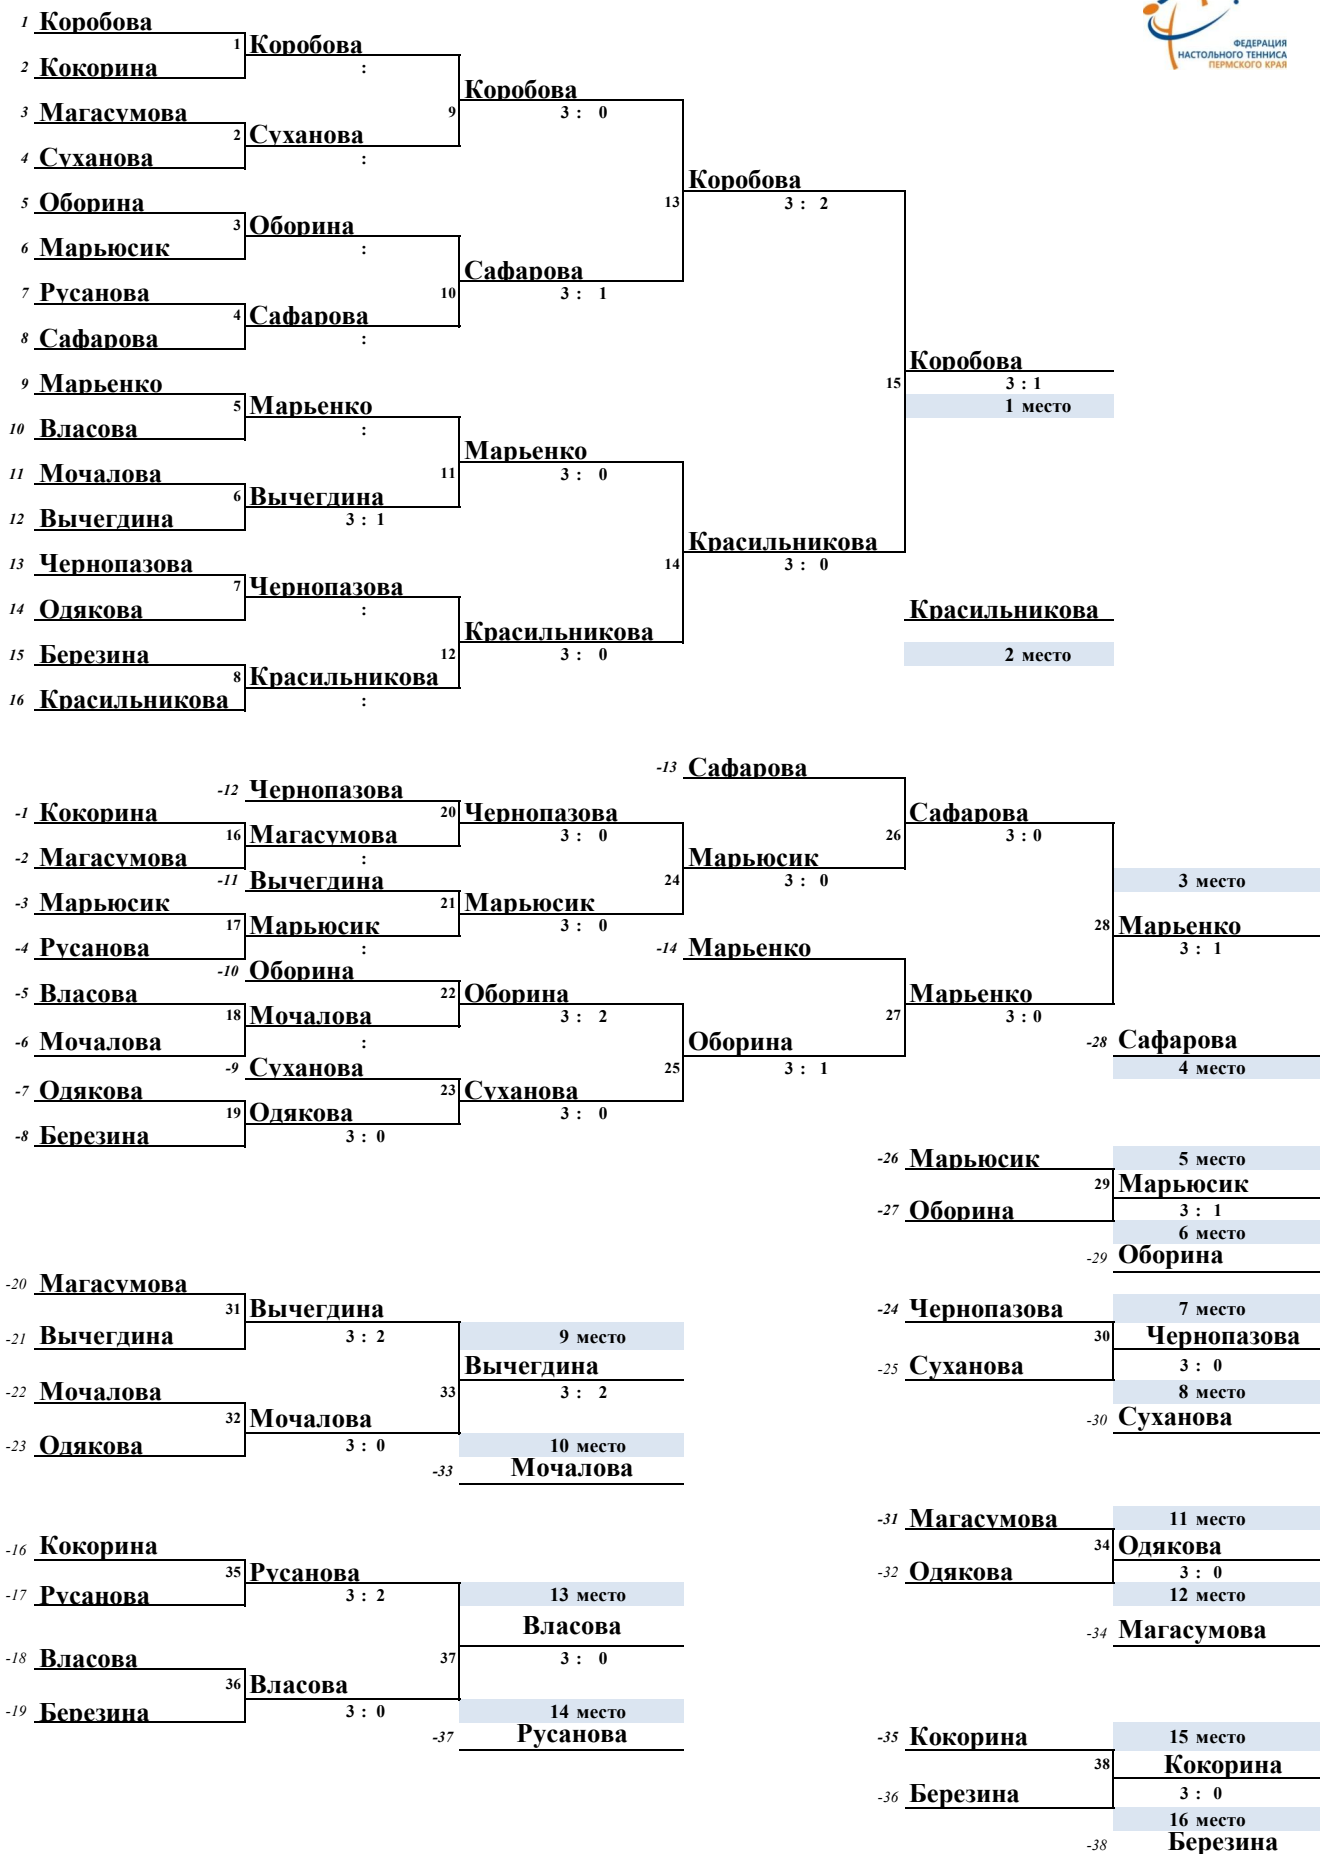 ФЕДЕРАЦИЯ
НАСТОЛЬНОГО ТЕННИСА
ПЕРМСКОГО КРАЯ
1 Коробова
1 Коробова
2 Кокорина :
Коробова
3 Магасумова 9 3 : 0
2 Суханова
4 Суханова :
Коробова
5 Оборина 13 3 : 2
3 Оборина
6 Марьюсик :
Сафарова
7 Русанова 10 3 : 1
4 Сафарова
8 Сафарова :
Коробова
9 Марьенко 15 3 : 1
5 Марьенко 1 место
10 Власова :
Марьенко
11 Мочалова 11 3 : 0
6 Вычегдина
12 Вычегдина 3 : 1
Красильникова
13 Чернопазова 14 3 : 0
7 Чернопазова
14 Одякова : Красильникова
Красильникова
15 Березина 12 3 : 0 2 место
8 Красильникова
16 Красильникова :
-13 Сафарова
-12 Чернопазова
-1 Кокорина 20 Чернопазова Сафарова
16 Магасумова 3 : 0 26 3 : 0
-2 Магасумова : Марьюсик
-11 Вычегдина 24 3 : 0 3 место
-3 Марьюсик 21 Марьюсик
17 Марьюсик 3 : 0 28 Марьенко
-4 Русанова : -14 Марьенко 3 : 1
-10 Оборина
-5 Власова 22 Оборина Марьенко
18 Мочалова 3 : 2 27 3 : 0
-6 Мочалова : Оборина -28 Сафарова
-9 Суханова 25 3 : 1 4 место
-7 Одякова 23 Суханова
19 Одякова 3 : 0
-8 Березина 3 : 0
-26 Марьюсик 5 место
29 Марьюсик
-27 Оборина 3 : 1
6 место
-29 Оборина
-20 Магасумова
31 Вычегдина -24 Чернопазова 7 место
-21 Вычегдина 3 : 2 9 место 30 Чернопазова
Вычегдина -25 Суханова 3 : 0
-22 Мочалова 33 3 : 2 8 место
32 Мочалова -30 Суханова
-23 Одякова 3 : 0 10 место
-33 Мочалова
-31 Магасумова 11 место
-16 Кокорина 34 Одякова
35 Русанова -32 Одякова 3 : 0
-17 Русанова 3 : 2 13 место 12 место
Власова -34 Магасумова
-18 Власова 37 3 : 0
36 Власова
-19 Березина 3 : 0 14 место
-37 Русанова -35 Кокорина 15 место
38 Кокорина
-36 Березина 3 : 0
16 место
-38 Березина